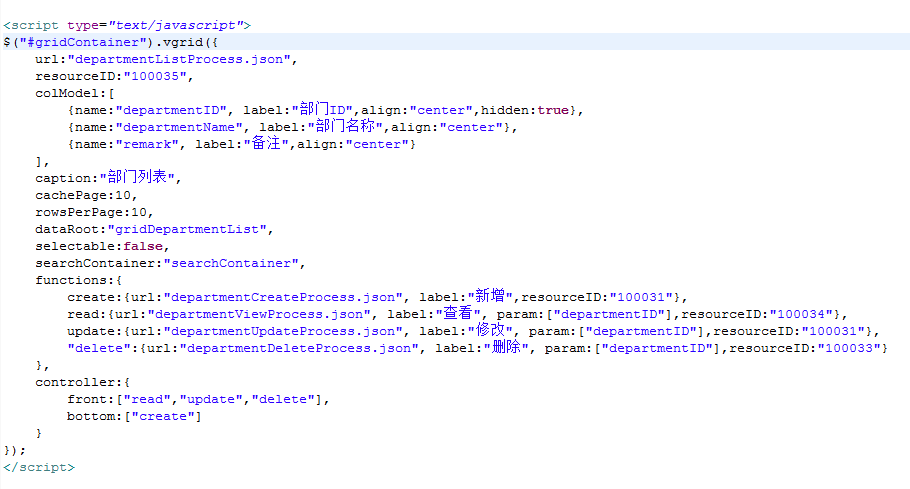 <script type="text/javascript">
$("#gridContainer").vgrid({
    url:"departmentListProcess.json",
    resourceID:"100035",
    colModel:[
        {name:"departmentID", label:"部门ID",align:"center",hidden:true},
        {name:"departmentName", label:"部门名称",align:"center"},
        {name:"remark", label:"备注",align:"center"}
    ],
    caption:"部门列表",
    cachePage:10,
    rowsPerPage:10,
    dataRoot:"gridDepartmentList",
    selectable:false,
    searchContainer:"searchContainer",
    functions:{
        create:{url:"departmentCreateProcess.json", label:"新增",resourceID:"100031"},
        read:{url:"departmentViewProcess.json", label:"查看", param:["departmentID"],resourceID:"100034"},
        update:{url:"departmentUpdateProcess.json", label:"修改", param:["departmentID"],resourceID:"100031"},
        "delete":{url:"departmentDeleteProcess.json", label:"删除", param:["departmentID"],resourceID:"100033"}
    },
    controller:{
        front:["read","update","delete"],
        bottom:["create"]
    }
});
</script>